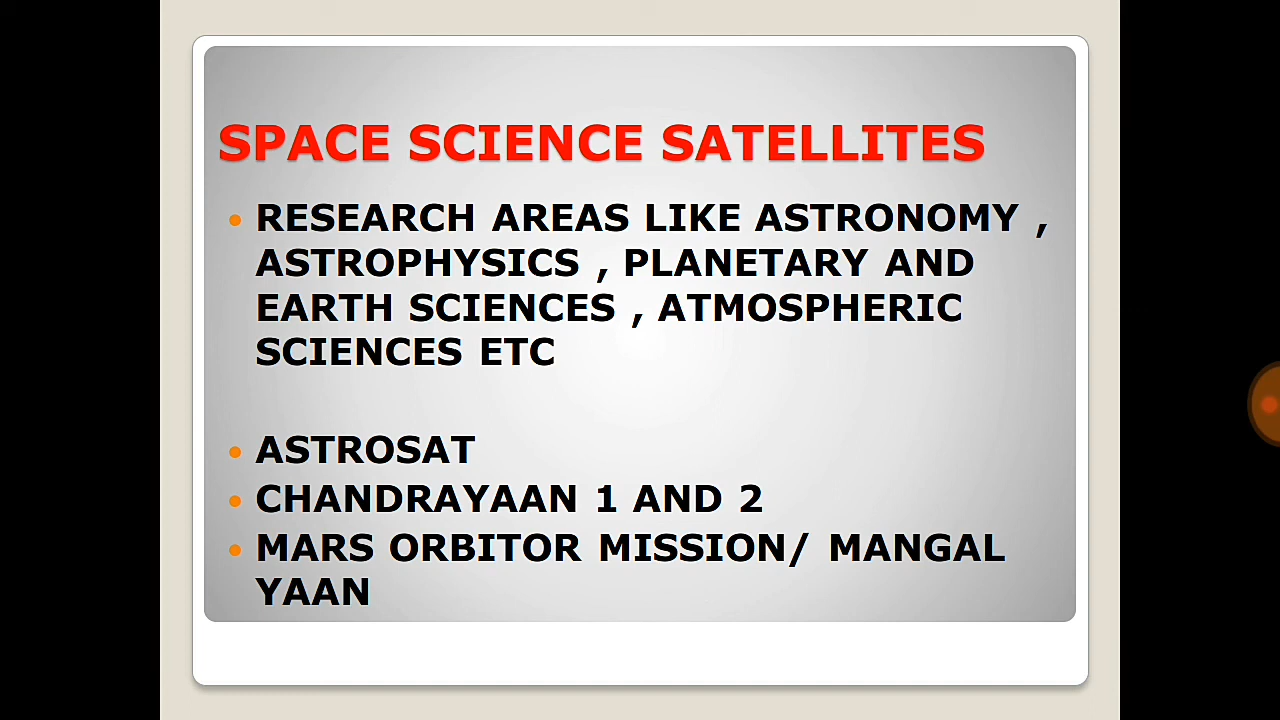 SPACE SCIENCE SATELLITES
RESEARCH AREAS LIKE ASTRONOMY ,
ASTROPHYSICS , PLANETARY AND
EARTH SCIENCES , ATMOSPHERIC
SCIENCES ETC
ASTROSAT
CHANDRAYAAN 1 AND 2
MARS ORBITOR MISSION/ MANGAL
YAAN